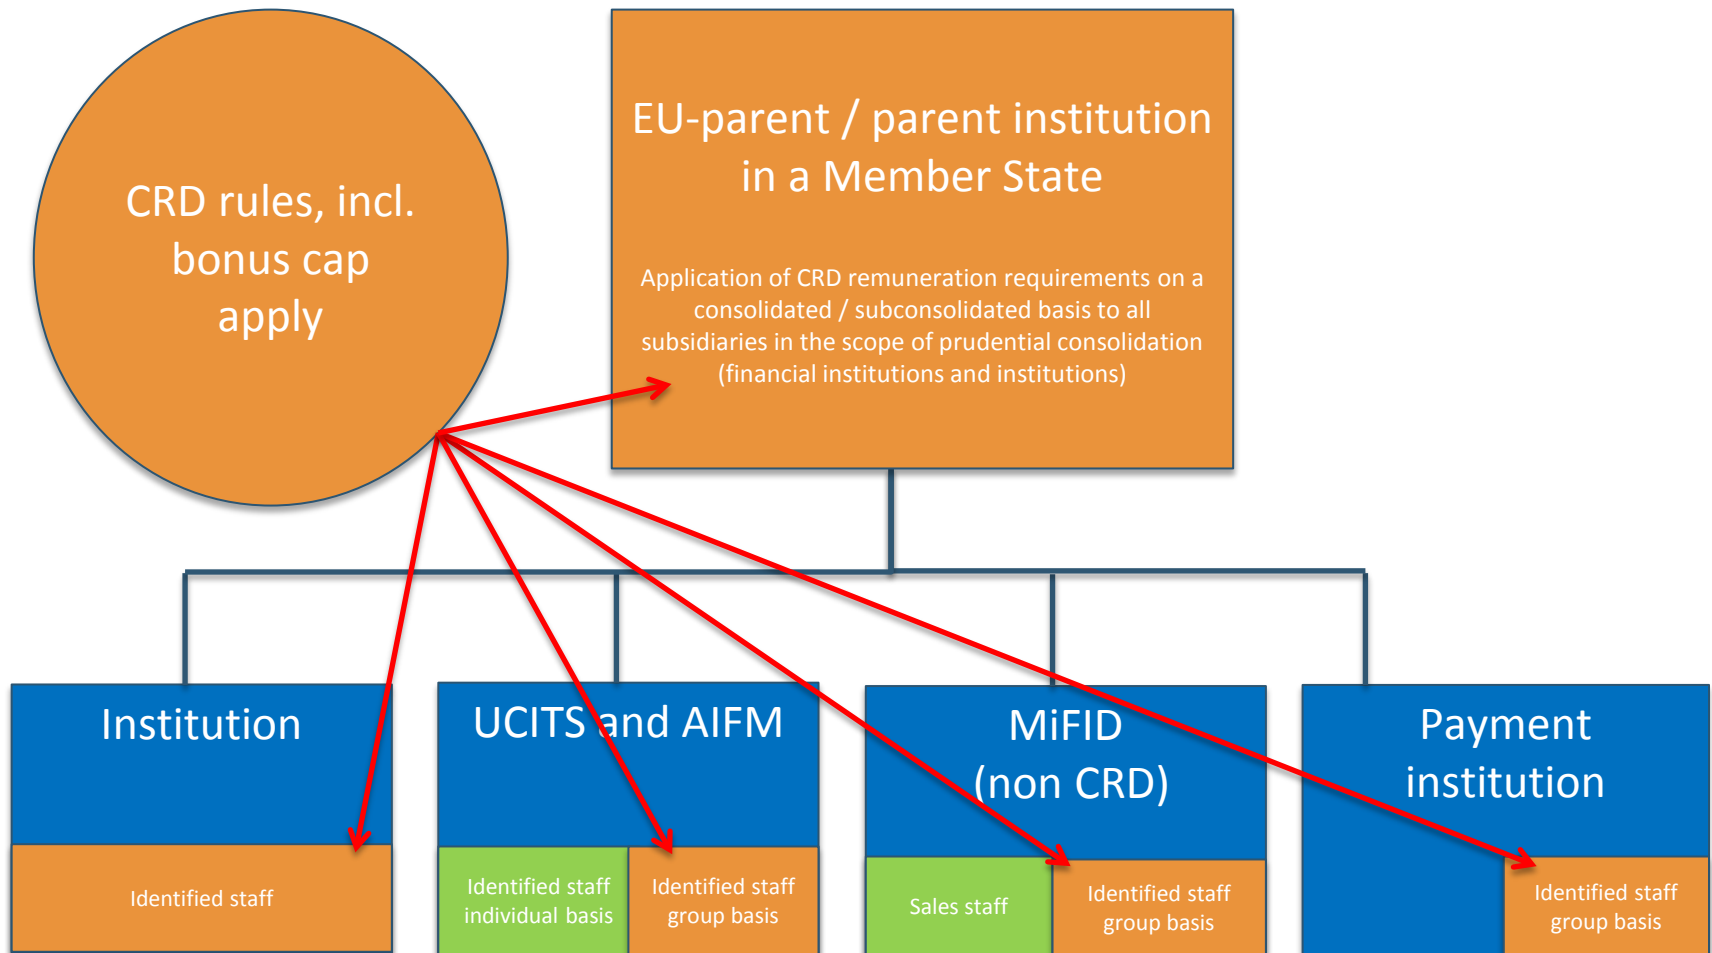 CRD rules, incl.
bonus cap
apply
EU-parent / parent institution
in a Member State
Application of CRD remuneration requirements on a
consolidated / subconsolidated basis to all
subsidiaries in the scope of prudential consolidation
(financial institutions and institutions)
Institution
Identified staff
UCITS and AIFM
Identified staff
individual basis
Identified staff
group basis
MiFID
(non CRD)
Sales staff
Identified staff
group basis
Payment
institution
Identified staff
group basis